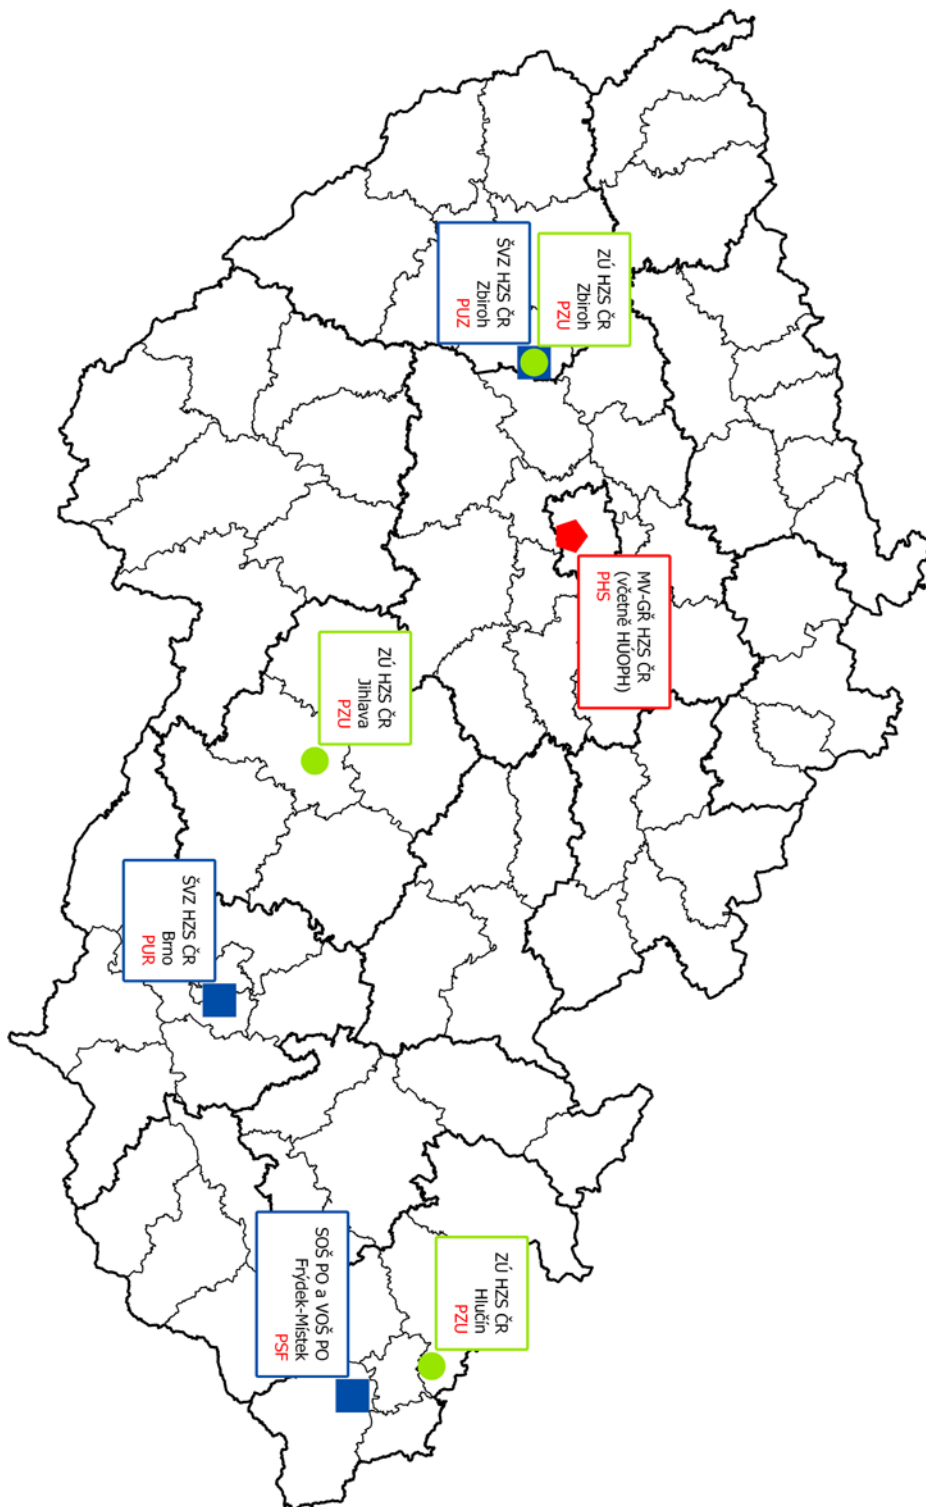 ZÚ HZS ČR
Zbiroh
PZU
ŠVZ HZS ČR
Zbiroh
PUZ
MV-GŘ HZS ČR
(včetně HÚOPH)
PHS
ZÚ HZS ČR
Jihlava
PZU
ŠVZ HZS ČR
Brno
PUR
ZÚ HZS ČR
Hlučín
PZU
SOŠ PO a VOŠ PO
Frýdek-Místek
PSF